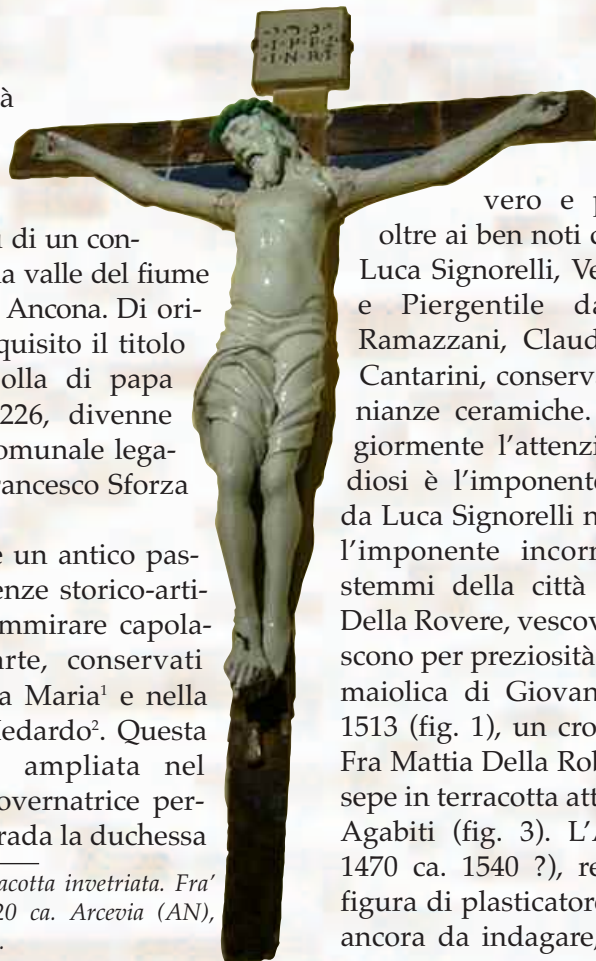 I·N·R·I
à
i di un con-
a valle del fiume
Ancona. Di ori-
quisito il titolo
olla di papa
226, divenne
omunale lega-
rancesco Sforza
e un antico pas-
enze storico-arti-
mmirare capola-
arte, conservati
a Maria¹ e nella
Medardo². Questa
ampliata nel
overnatrice per-
rada la duchessa
acotta invetriata. Fra'
20 ca. Arcevia (AN),
.
vero e p
oltre ai ben noti d
Luca Signorelli, Ve
e Piergentile da
Ramazzani, Claud
Cantarini, conserv
nianze ceramiche.
giormente l'attenzi
diosi è l'imponente
da Luca Signorelli n
l'imponente incorn
stemmi della città
Della Rovere, vescov
scono per preziosità
maiolica di Giovan
1513 (fig. 1), un cro
Fra Mattia Della Rob
sepe in terracotta att
Agabiti (fig. 3). L'A
1470 ca. 1540 ?), re
figura di plasticator
ancora da indagare,